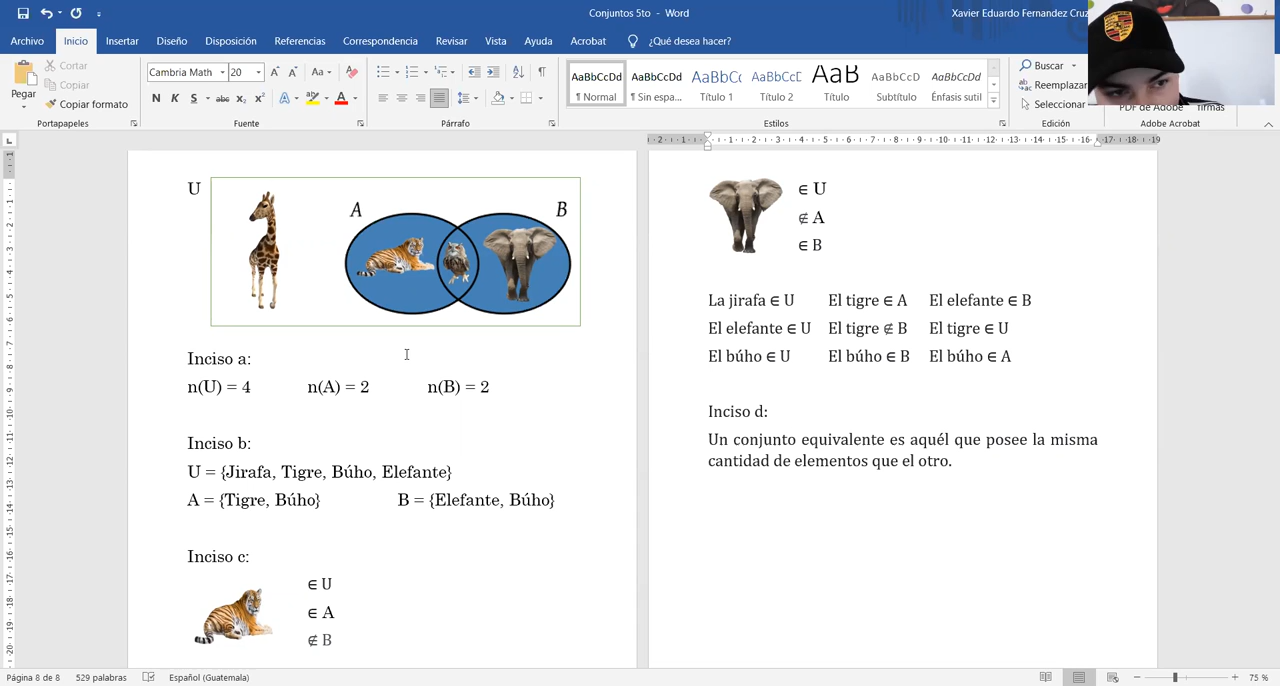 Conjuntos 5to - Word
Xavier Eduardo Fernandez Cruz
Archivo Inicio Insertar Diseño Disposición Referencias Correspondencia Revisar Vista Ayuda Acrobat ¿Qué desea hacer?
Pegar
Cortar
Copiar
Copiar formato
Portapapeles
Cambria Math 20
N K S abc X₂ X²
Fuente
Párrafo
AaBbCcDd AaBbCcDd AaBbCc AaBbCcC AaB AaBbCcD AaBbCcDd
¶ Normal ¶ Sin espa... Título 1 Título 2 Título Subtítulo Énfasis sutil
Estilos
Buscar
Reemplazar
Seleccionar
Edición
PDF de Adobe firmas
Adobe Acrobat
U
A B
Inciso a:
n(U) = 4 n(A) = 2 n(B) = 2
Inciso b:
U = {Jirafa, Tigre, Búho, Elefante}
A = {Tigre, Búho} B = {Elefante, Búho}
Inciso c:
∈ U
∈ A
∉ B
∈ U
∉ A
∈ B
La jirafa ∈ U El tigre ∈ A El elefante ∈ B
El elefante ∈ U El tigre ∉ B El tigre ∈ U
El búho ∈ U El búho ∈ B El búho ∈ A
Inciso d:
Un conjunto equivalente es aquél que posee la misma
cantidad de elementos que el otro.
Página 8 de 8 529 palabras Español (Guatemala) 75 %